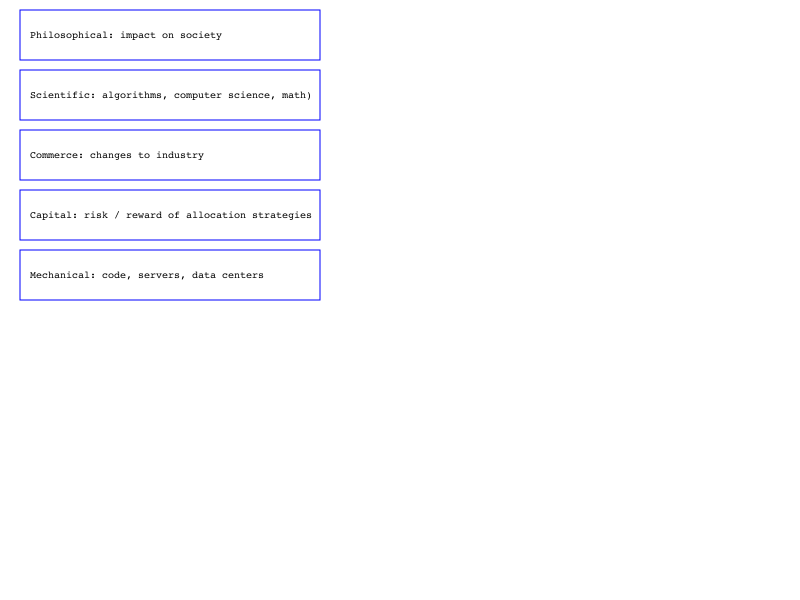 Philosophical: impact on society
Scientific: algorithms, computer science, math)
Commerce: changes to industry
Capital: risk / reward of allocation strategies
Mechanical: code, servers, data centers